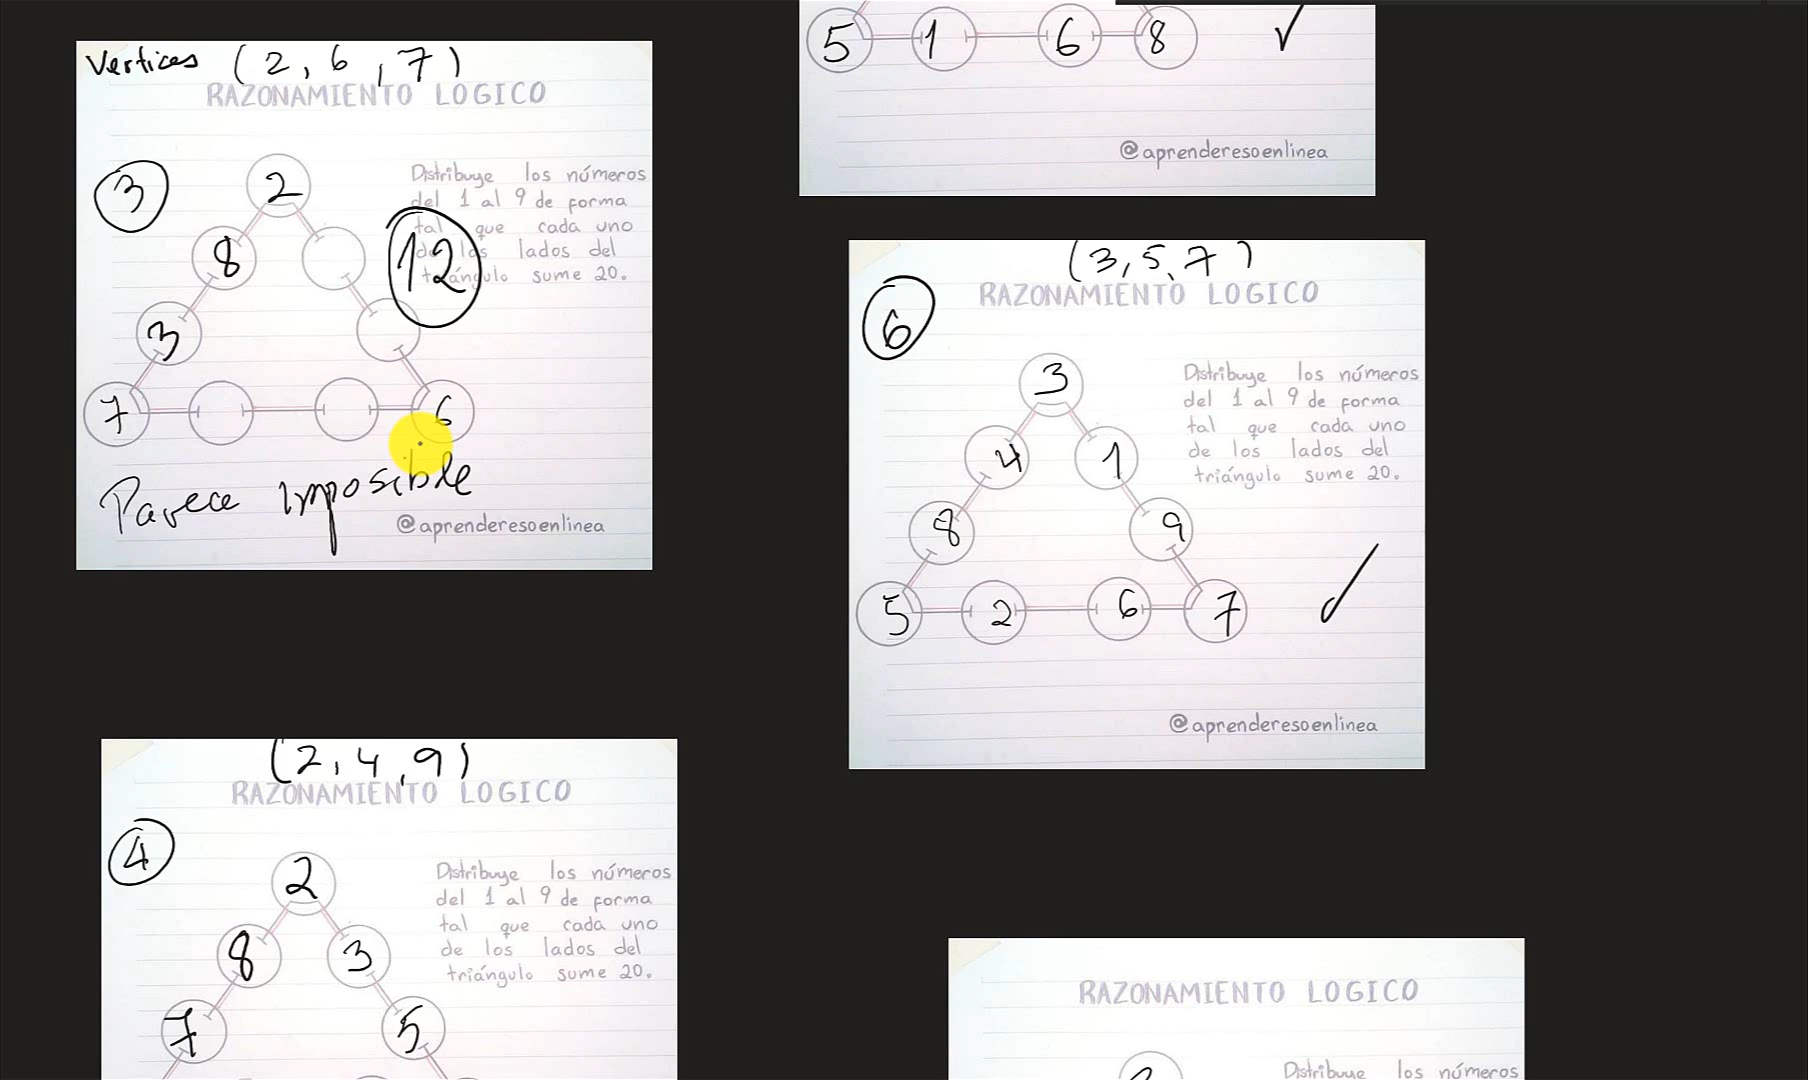 Vertices (2, 6, 7)
RAZONAMIENTO LOGICO
3
2
Distribuye los números
del 1 al 9 de forma
tal que cada uno
de los lados del
triángulo sume 20.
12
8
3
7
6
Parece Imposible
@aprenderesoenlinea
5 1 6 8
@aprenderesoenlinea
(3, 5, 7)
RAZONAMIENTO LOGICO
6
3
Distribuye los números
del 1 al 9 de forma
tal que cada uno
de los lados del
triángulo sume 20.
4 1
8 9
5 2 6 7
@aprenderesoenlinea
(2, 4, 9)
RAZONAMIENTO LOGICO
4
2
Distribuye los números
del 1 al 9 de forma
tal que cada uno
de los lados del
triángulo sume 20.
8 3
7 5
RAZONAMIENTO LOGICO
Distribuye los números